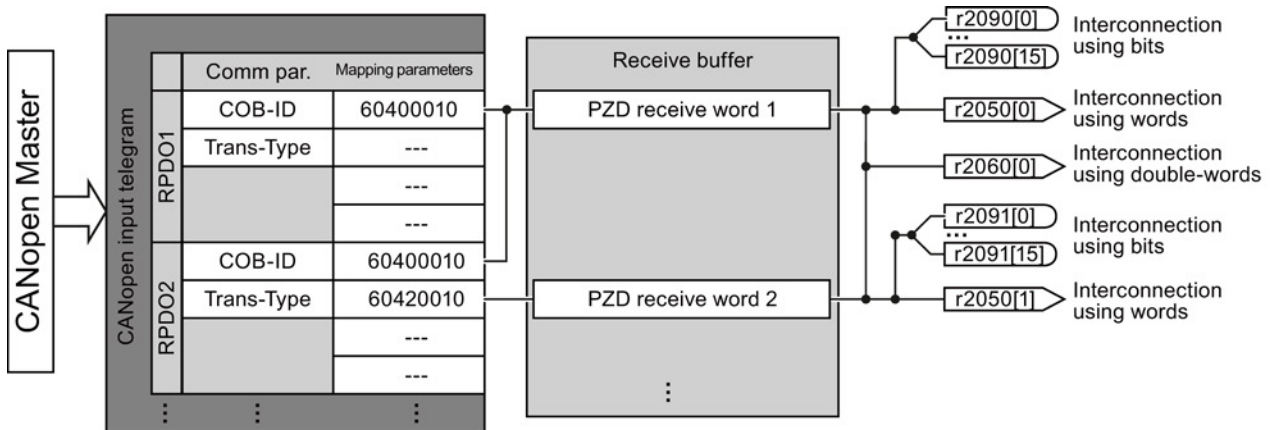 CANopen Master
CANopen input telegram
Comm par. Mapping parameters
RPDO1
COB-ID 60400010
Trans-Type ---
---
---
RPDO2
COB-ID 60400010
Trans-Type 60420010
---
---
⋮ ⋮ ⋮
Receive buffer
PZD receive word 1
PZD receive word 2
⋮
r2090[0]
...
r2090[15]
Interconnection
using bits
r2050[0]
Interconnection
using words
r2060[0]
Interconnection
using double-words
r2091[0]
...
r2091[15]
Interconnection
using bits
r2050[1]
Interconnection
using words